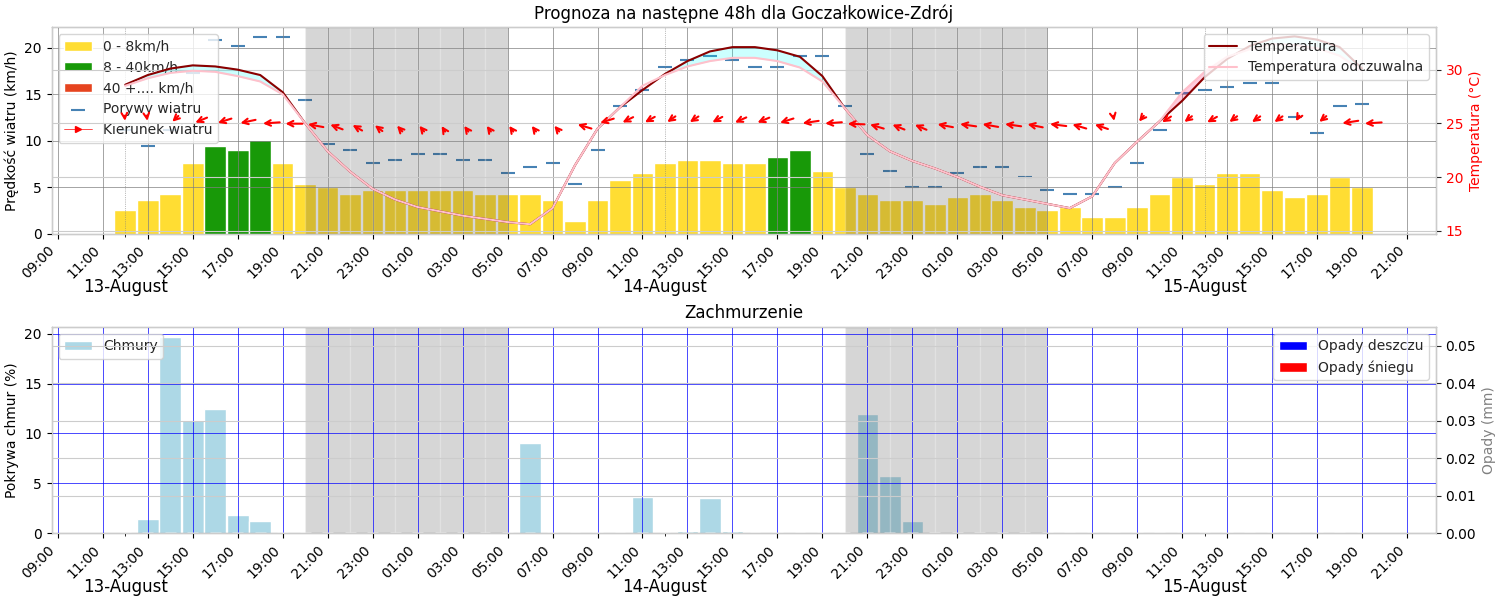 Prognoza na następne 48h dla Goczałkowice-Zdrój
Prędkość wiatru (km/h)
20
15
10
5
0
0 - 8km/h
8 - 40km/h
40 +.... km/h
Porywy wiatru
Kierunek wiatru
Temperatura
Temperatura odczuwalna
30
25
20
15
Temperatura (°C)
09:00 11:00 13:00 15:00 17:00 19:00 21:00 23:00 01:00 03:00 05:00 07:00 09:00 11:00 13:00 15:00 17:00 19:00 21:00 23:00 01:00 03:00 05:00 07:00 09:00 11:00 13:00 15:00 17:00 19:00 21:00
13-August 14-August 15-August
Zachmurzenie
Pokrywa chmur (%)
20
15
10
5
0
Chmury
Opady deszczu
Opady śniegu
0.05
0.04
0.03
0.02
0.01
0.00
Opady (mm)
09:00 11:00 13:00 15:00 17:00 19:00 21:00 23:00 01:00 03:00 05:00 07:00 09:00 11:00 13:00 15:00 17:00 19:00 21:00 23:00 01:00 03:00 05:00 07:00 09:00 11:00 13:00 15:00 17:00 19:00 21:00
13-August 14-August 15-August